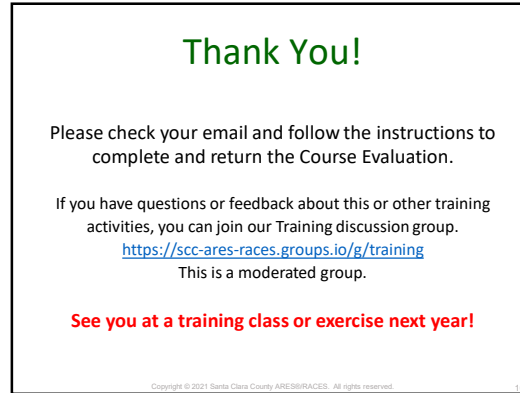 Thank You!
Please check your email and follow the instructions to
complete and return the Course Evaluation.
If you have questions or feedback about this or other training
activities, you can join our Training discussion group.
https://scc-ares-races.groups.io/g/training
This is a moderated group.
See you at a training class or exercise next year!
Copyright © 2021 Santa Clara County ARES®/RACES. All rights reserved.